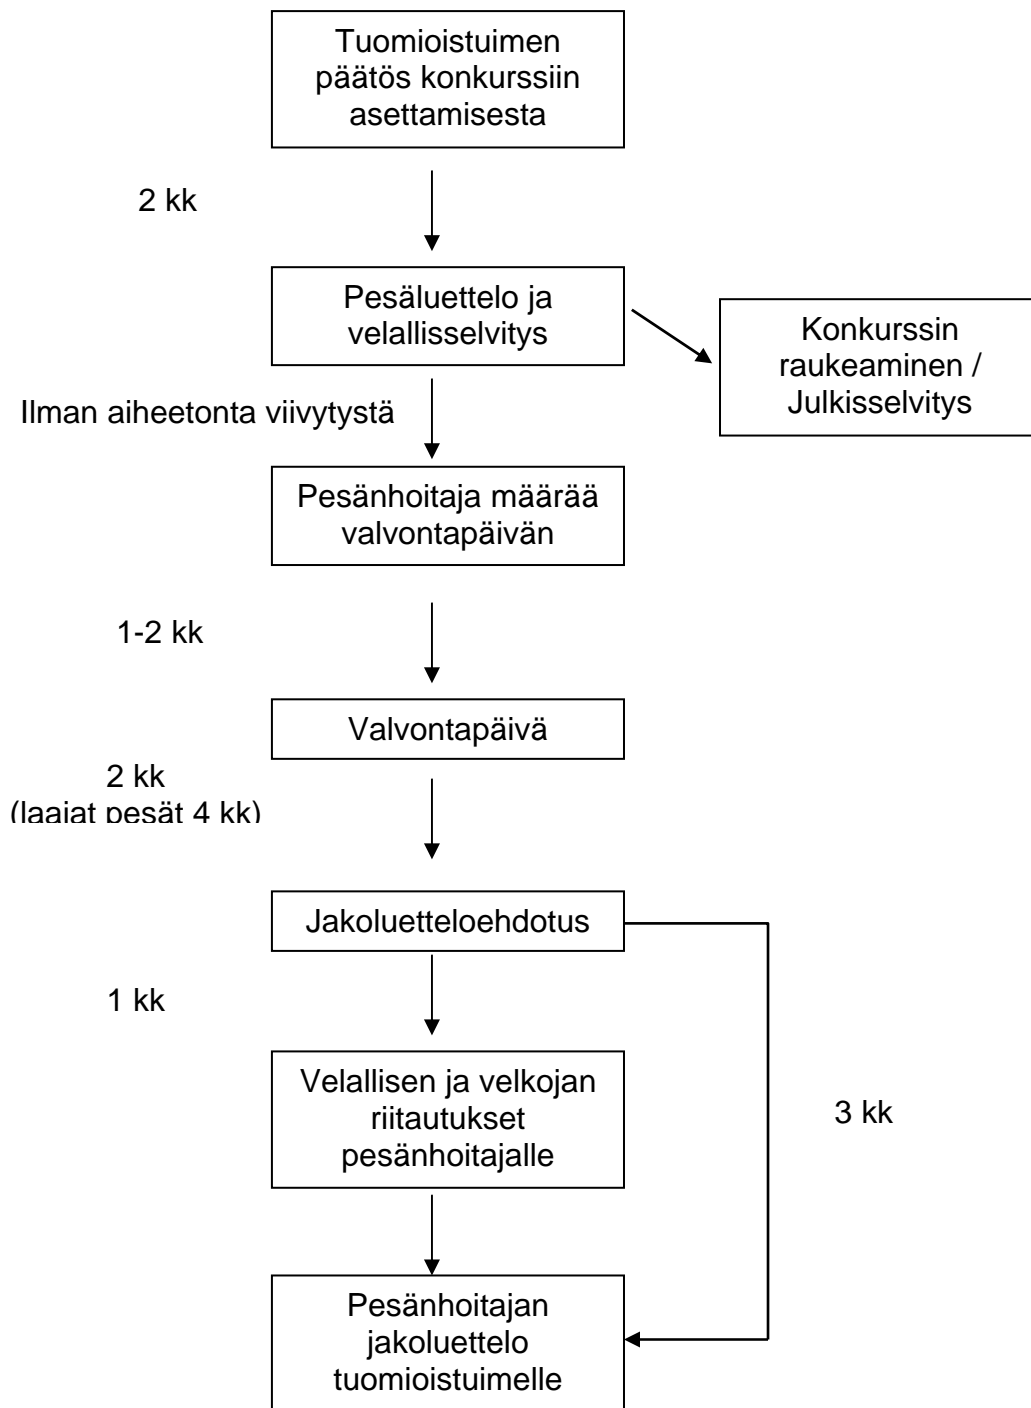 Tuomioistuimen
päätös konkurssiin
asettamisesta
2 kk
Pesäluettelo ja
velallisselvitys
Konkurssin
raukeaminen /
Julkisselvitys
Ilman aiheetonta viivytystä
Pesänhoitaja määrää
valvontapäivän
1-2 kk
Valvontapäivä
2 kk
(laajat pesät 4 kk)
Jakoluetteloehdotus
1 kk
Velallisen ja velkojan
riitautukset
pesänhoitajalle
3 kk
Pesänhoitajan
jakoluettelo
tuomioistuimelle